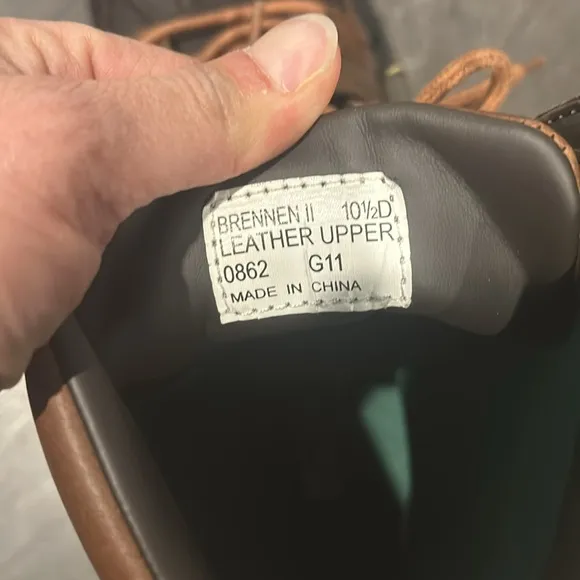 BRENNEN II 10½D
LEATHER UPPER
0862 G11
MADE IN CHINA